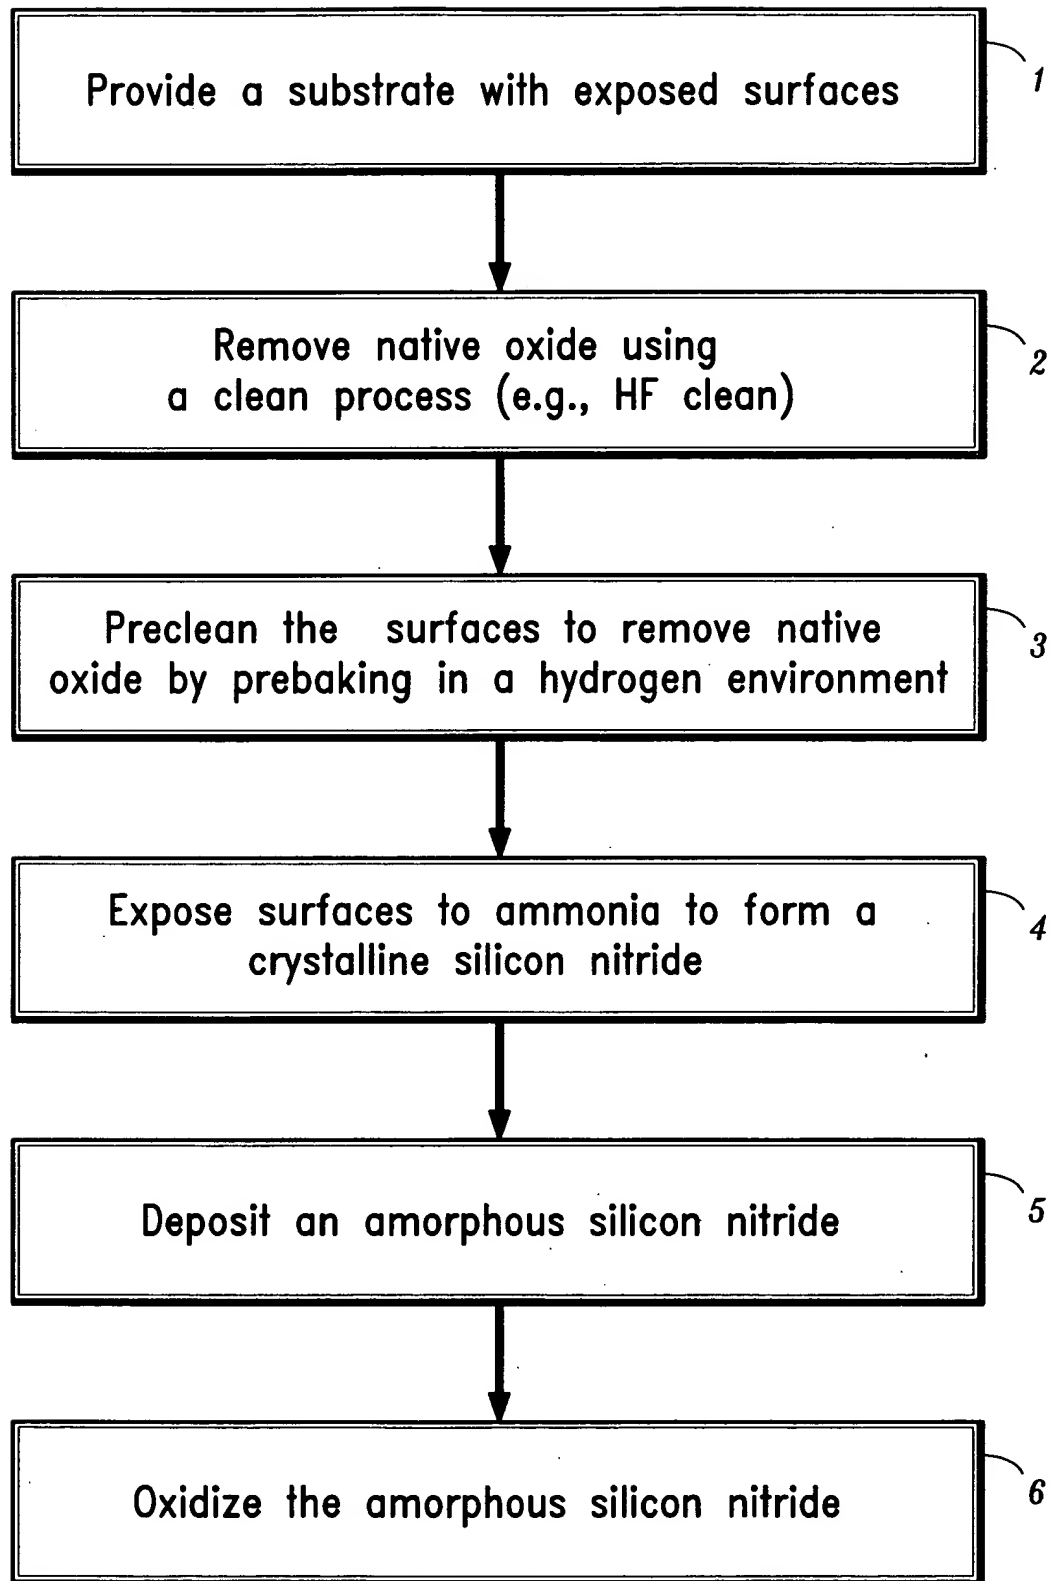 Provide a substrate with exposed surfaces
1
Remove native oxide using
a clean process (e.g., HF clean)
2
Preclean the surfaces to remove native
oxide by prebaking in a hydrogen environment
3
Expose surfaces to ammonia to form a
crystalline silicon nitride
4
Deposit an amorphous silicon nitride
5
Oxidize the amorphous silicon nitride
6